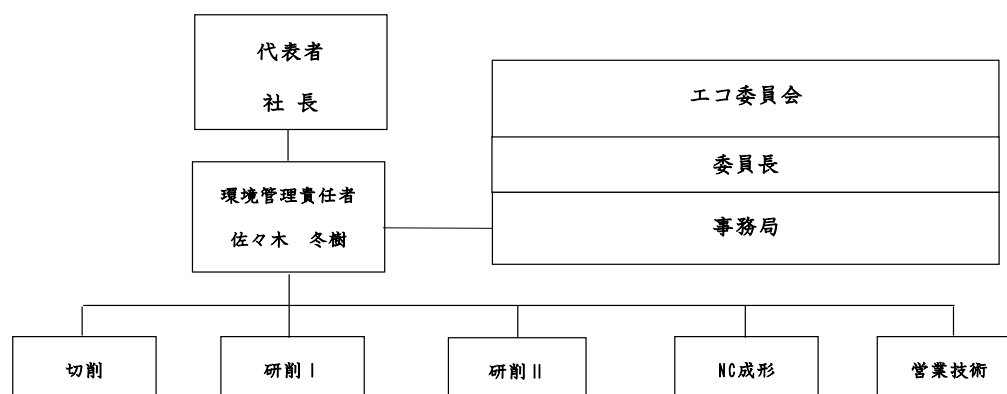 代表者
社 長
エコ委員会
委員長
環境管理責任者
佐々木　冬樹
事務局
切削
研削Ⅰ
研削Ⅱ
NC成形
営業技術